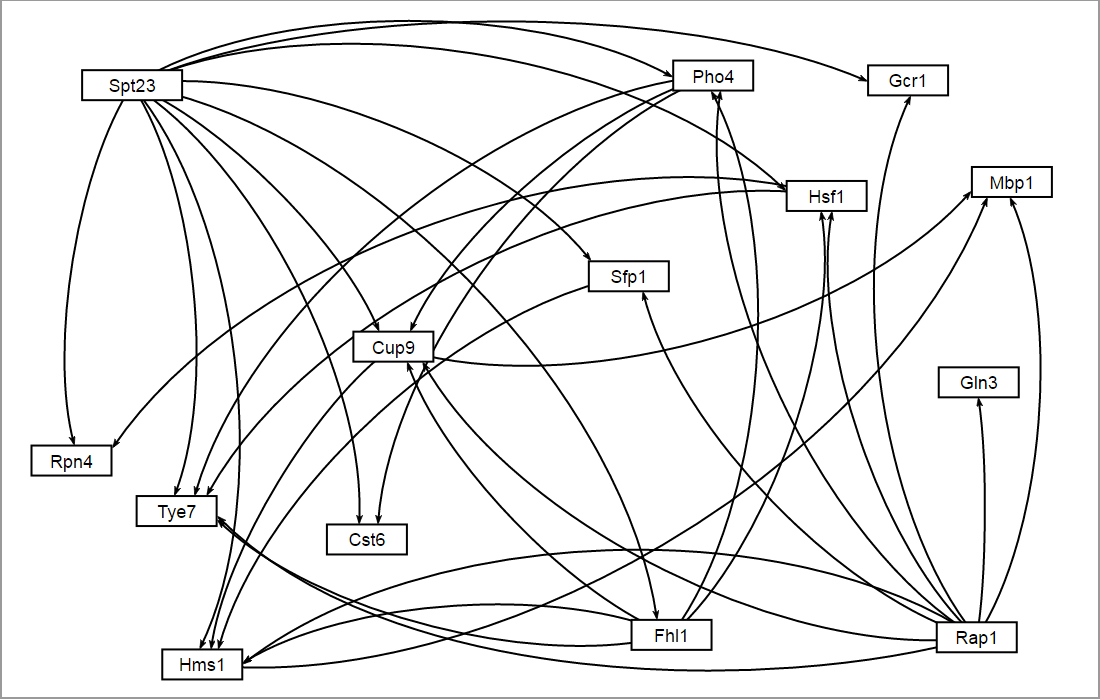 Spt23
Pho4
Gcr1
Hsf1
Mbp1
Sfp1
Cup9
Gln3
Rpn4
Tye7
Cst6
Fhl1
Rap1
Hms1